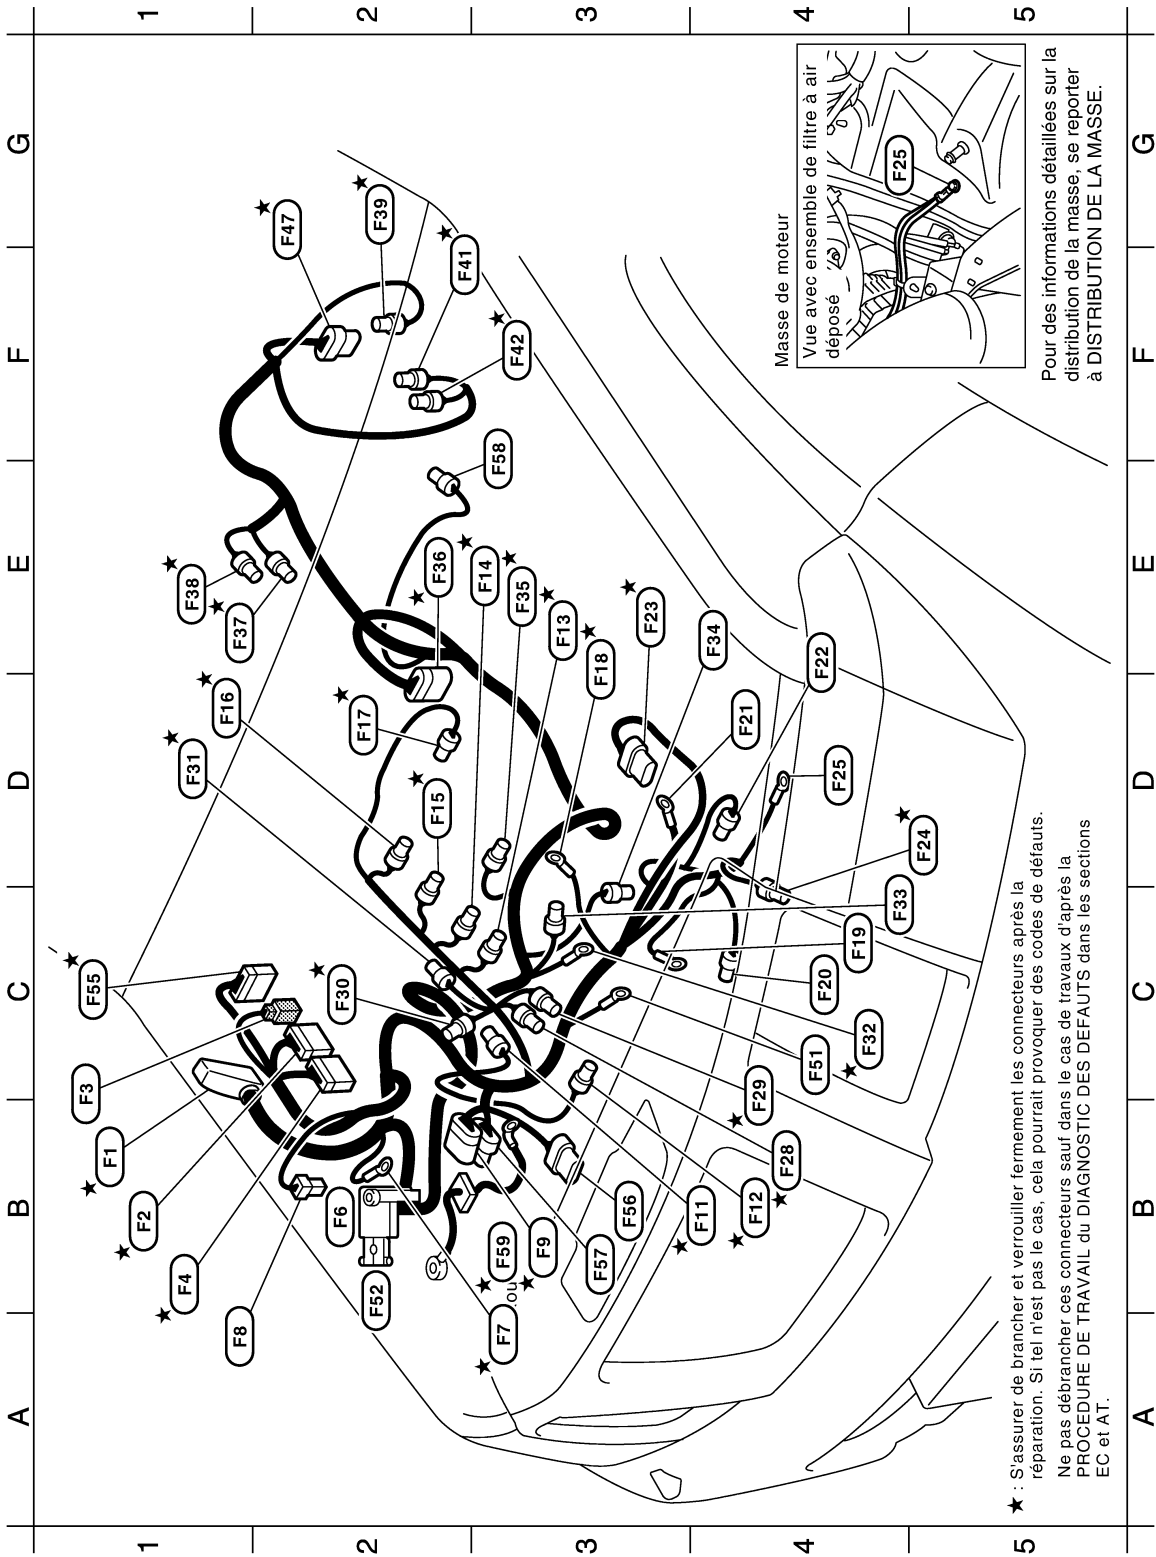 1
2
3
4
5
G
F
E
D
C
B
A
G
F
E
D
C
B
A
1
2
3
4
5
F47
F39
F41
F42
F58
F38
F37
F36
F14
F35
F13
F18
F23
F34
F22
F16
F31
F17
F15
F21
F25
F24
F33
F19
F20
F55
F30
F32
F51
F29
F28
F3
F1
F2
F4
F8
F6
F52
F7
F59
ou
F9
F57
F56
F11
F12
Masse de moteur
Vue avec ensemble de filtre à air
déposé
F25
Pour des informations détaillées sur la
distribution de la masse, se reporter
à DISTRIBUTION DE LA MASSE.
★ : S'assurer de brancher et verrouiller fermement les connecteurs après la
réparation. Si tel n'est pas le cas, cela pourrait provoquer des codes de défauts.
Ne pas débrancher ces connecteurs sauf dans le cas de travaux d'après la
PROCEDURE DE TRAVAIL du DIAGNOSTIC DES DEFAUTS dans les sections
EC et AT.